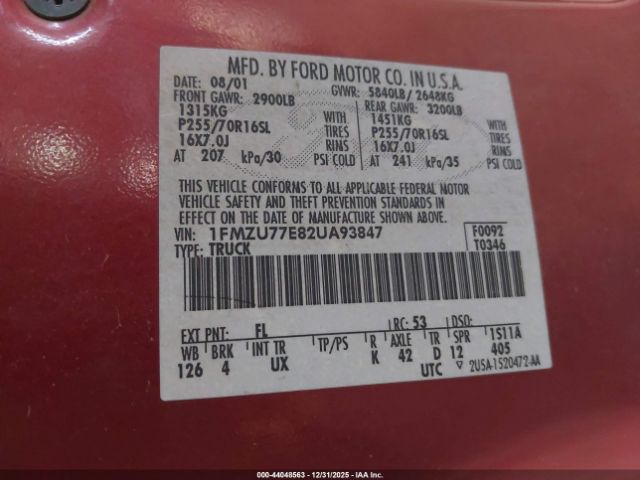 MFD. BY FORD MOTOR CO. IN U.S.A.
DATE: 08/01 GVWR: 5840LB/ 2648KG
FRONT GAWR: 2900LB REAR GAWR: 3200LB
1315KG WITH 1451KG WITH
P255/70R16SL TIRES P255/70R16SL TIRES
16X7.0J RIMS 16X7.0J RIMS
AT 207 kPa/30 PSI COLD AT 241 kPa/35 PSI COLD
THIS VEHICLE CONFORMS TO ALL APPLICABLE FEDERAL MOTOR
VEHICLE SAFETY AND THEFT PREVENTION STANDARDS IN
EFFECT ON THE DATE OF MANUFACTURE SHOWN ABOVE.
VIN: 1FMZU77E82UA93847 F0092
TYPE: TRUCK T0346
EXT PNT: FL RC: 53 DSO:
WB BRK INT TR TP/PS R AXLE TR SPR 1S11A
126 4 UX K 42 D 12 405
UTC 2USA-1520472-AA
000-44048563 - 12/31/2025 - IAAI Inc.